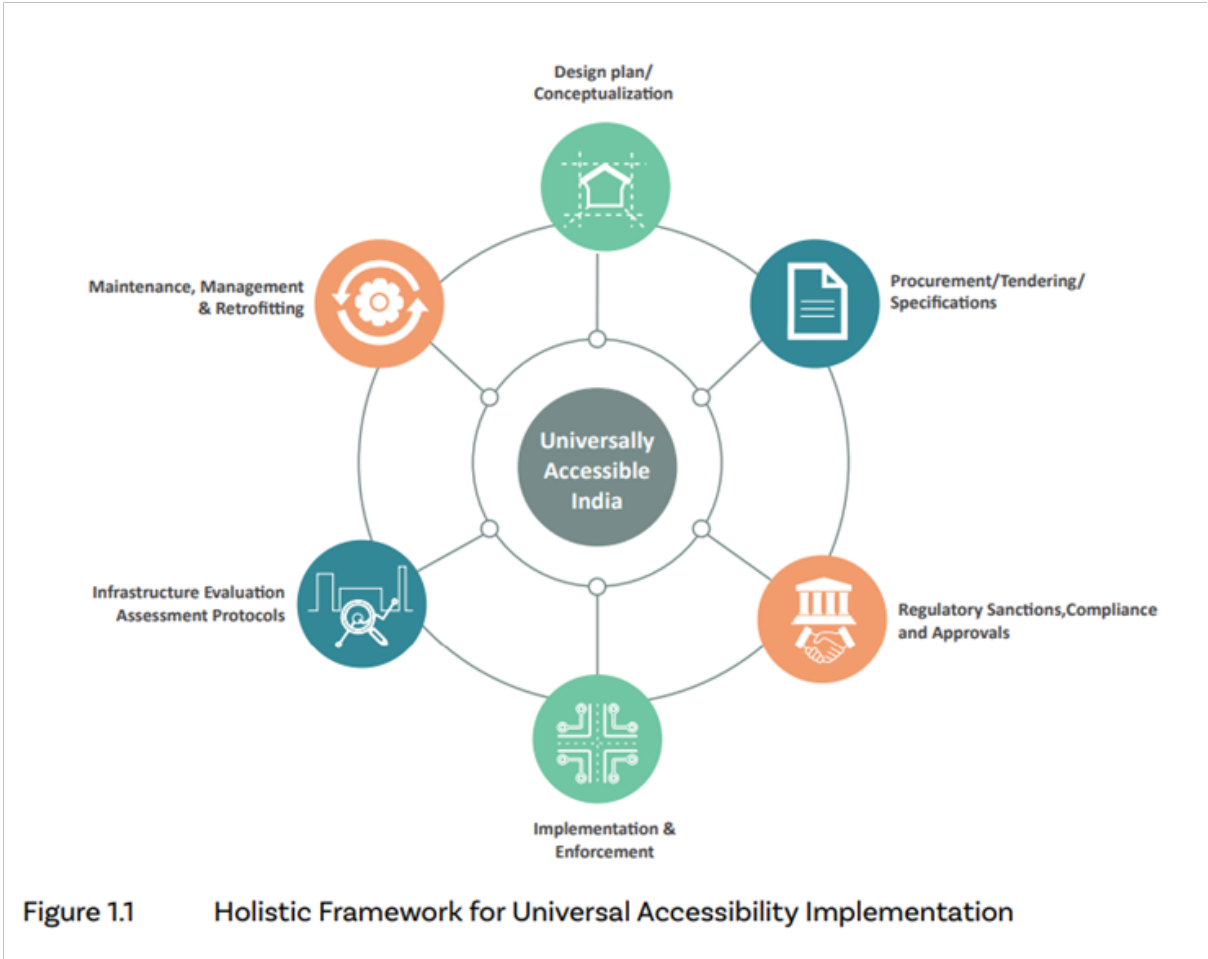 Design plan/
Conceptualization
Procurement/Tendering/
Specifications
Maintenance, Management
& Retrofitting
Universally
Accessible
India
Infrastructure Evaluation
Assessment Protocols
Regulatory Sanctions,Compliance
and Approvals
Implementation &
Enforcement
Figure 1.1 Holistic Framework for Universal Accessibility Implementation